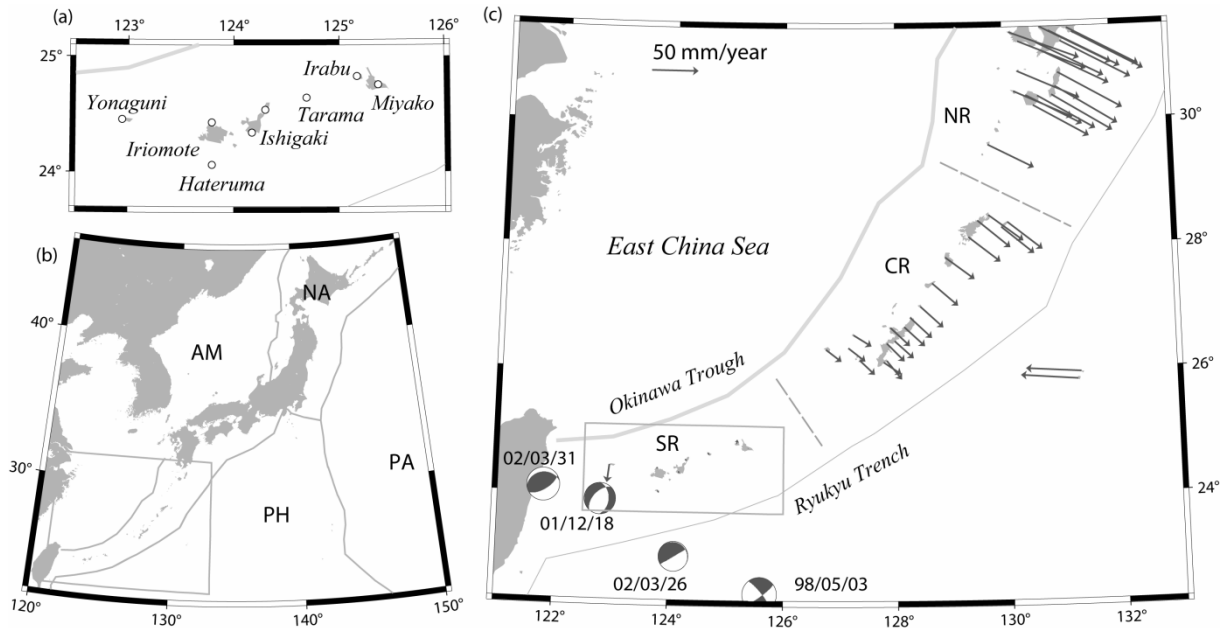 (a)
123°
124°
125°
126°
25°
24°
Irabu
Yonaguni
Miyako
Tarama
Ishigaki
Iriomote
Hateruma
(b)
40°
30°
NA
AM
PA
PH
120°
130°
140°
150°
(c)
50 mm/year
NR
30°
East China Sea
28°
CR
26°
Okinawa Trough
SR
02/03/31
Ryukyu Trench
24°
01/12/18
02/03/26
98/05/03
122°
124°
126°
128°
130°
132°